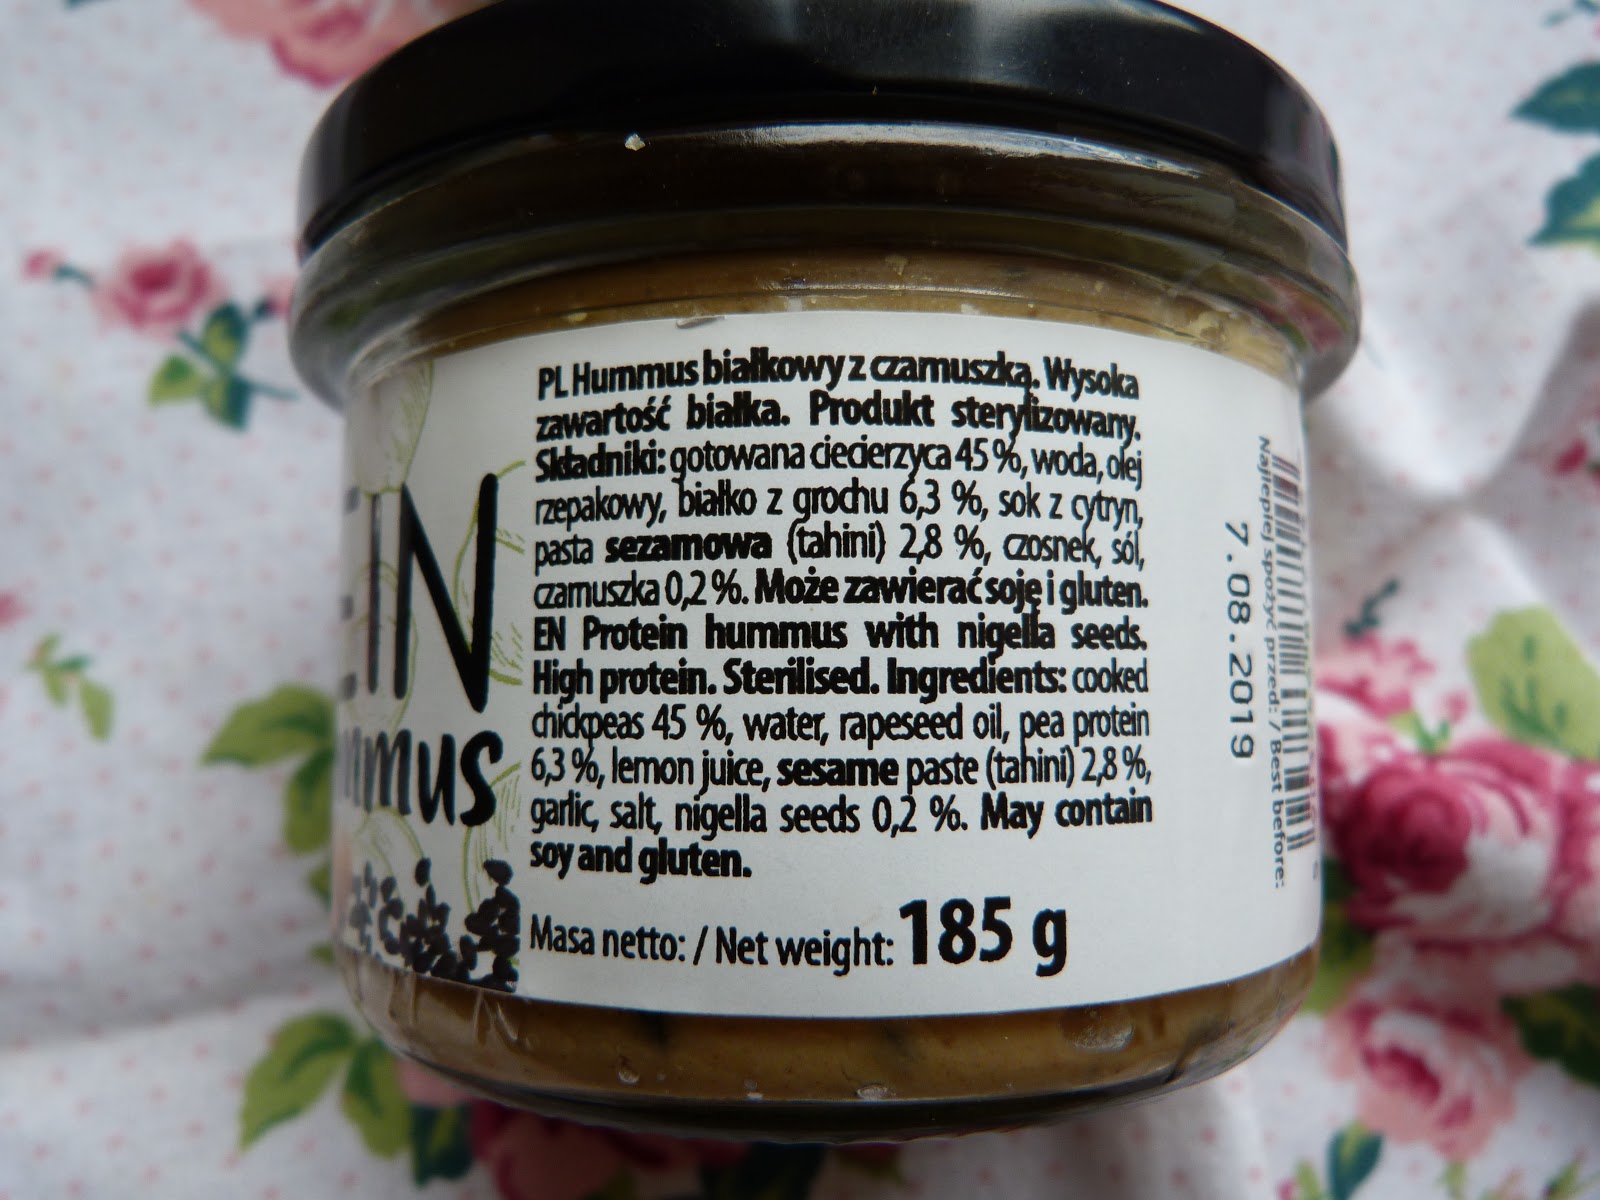 IN
mmus
PL Hummus białkowy z czarnuszką. Wysoka
zawartość białka. Produkt sterylizowany.
Składniki: gotowana ciecierzyca 45 %, woda, olej
rzepakowy, białko z grochu 6,3 %, sok z cytryn,
pasta sezamowa (tahini) 2,8 %, czosnek, sól,
czarnuszka 0,2 %. Może zawierać soję i gluten.
EN Protein hummus with nigella seeds.
High protein. Sterilised. Ingredients: cooked
chickpeas 45 %, water, rapeseed oil, pea protein
6,3 %, lemon juice, sesame paste (tahini) 2,8 %,
garlic, salt, nigella seeds 0,2 %. May contain
soy and gluten.
Masa netto: / Net weight: 185 g
Najlepiej spożyć przed: / Best before:
7.08.2019